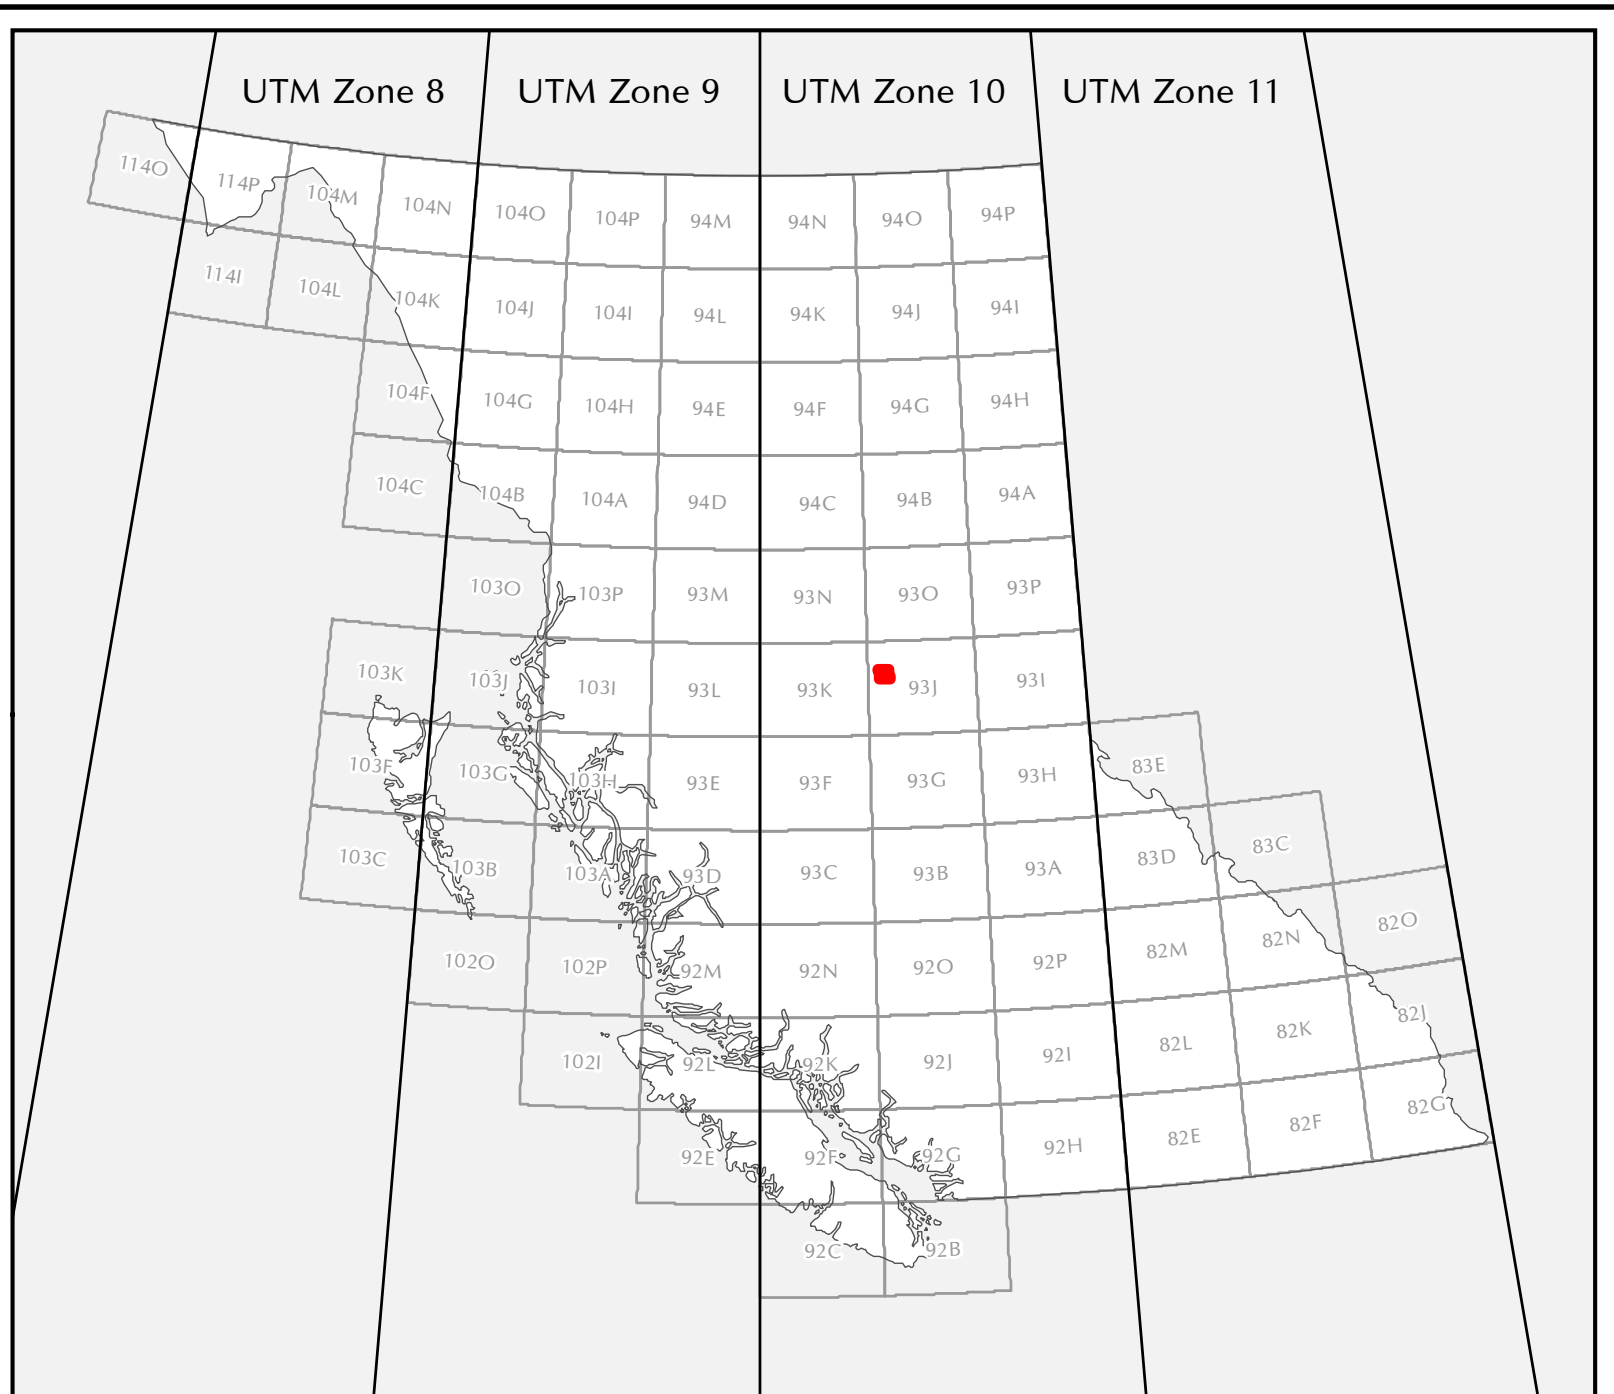 UTM Zone 8 UTM Zone 9 UTM Zone 10 UTM Zone 11
114O 114P 104M 104N 104O 104P 94M 94N 94O 94P
114I 104L 104K 104J 104I 94L 94K 94J 94I
104F 104G 104H 94E 94F 94G 94H
104C 104B 104A 94D 94C 94B 94A
103O 103P 93M 93N 93O 93P
103K 103J 103I 93L 93K 93J 93I
103F 103G 103H 93E 93F 93G 93H 83E
103C 103B 103A 93D 93C 93B 93A 83D 83C
102O 102P 92M 92N 92O 92P 82M 82N 82O
102I 92L 92K 92J 92I 82L 82K 82J
92E 92F 92G 92H 82E 82F 82G
92C 92B